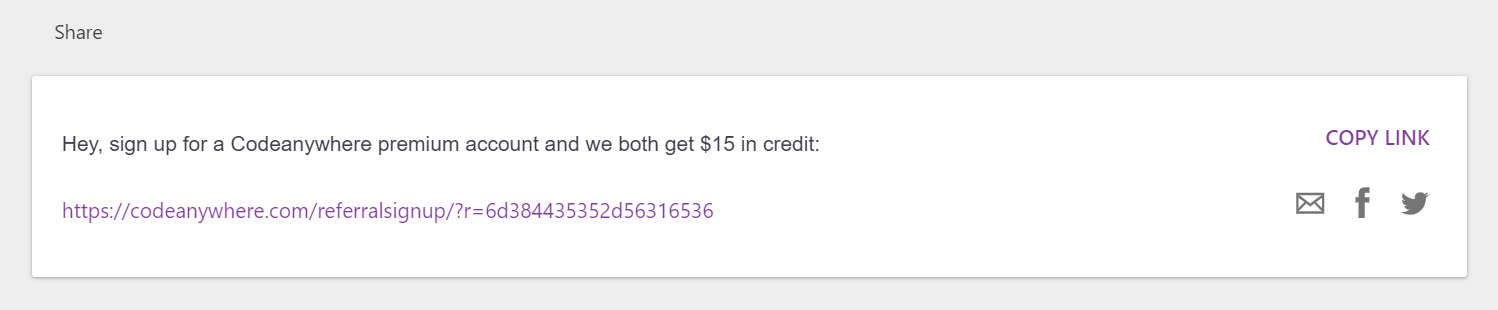 Share
Hey, sign up for a Codeanywhere premium account and we both get $15 in credit:
COPY LINK
https://codeanywhere.com/referralsignup/?r=6d384435352d56316536